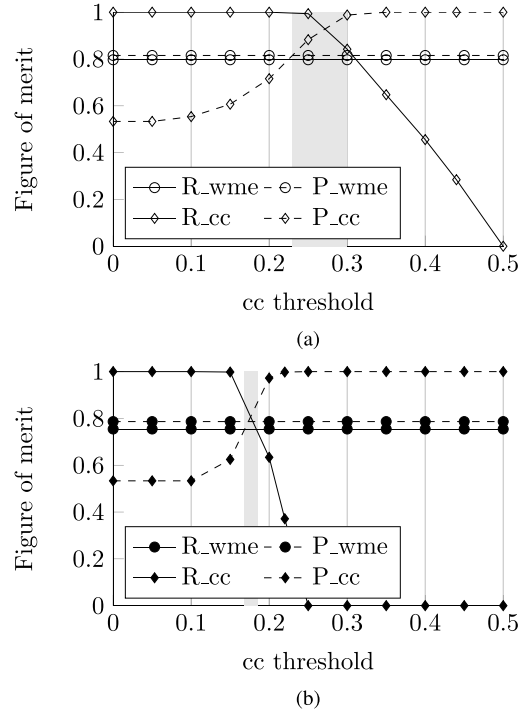 1
0.8
0.6
0.4
0.2
0
Figure of merit
R_wme P_wme
R_cc P_cc
0 0.1 0.2 0.3 0.4 0.5
cc threshold
(a)
1
0.8
0.6
0.4
0.2
0
Figure of merit
R_wme P_wme
R_cc P_cc
0 0.1 0.2 0.3 0.4 0.5
cc threshold
(b)